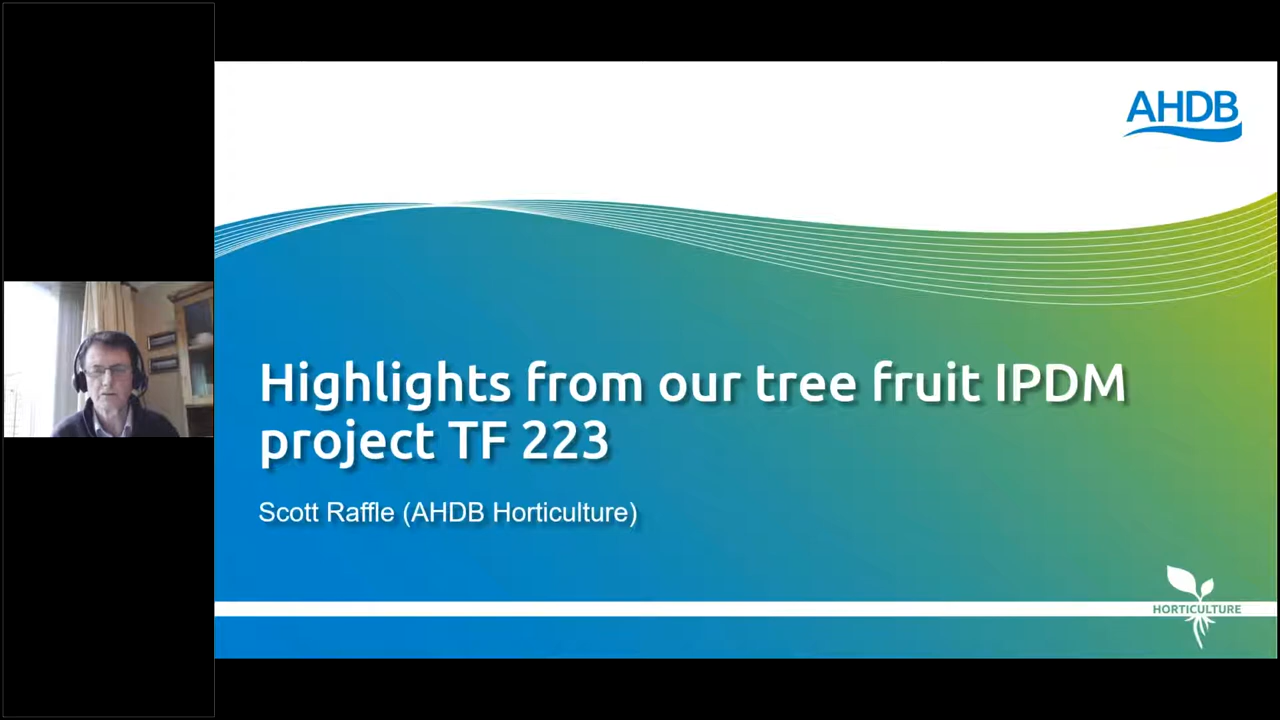 AHDB
Highlights from our tree fruit IPDM
project TF 223
Scott Raffle (AHDB Horticulture)
HORTICULTURE